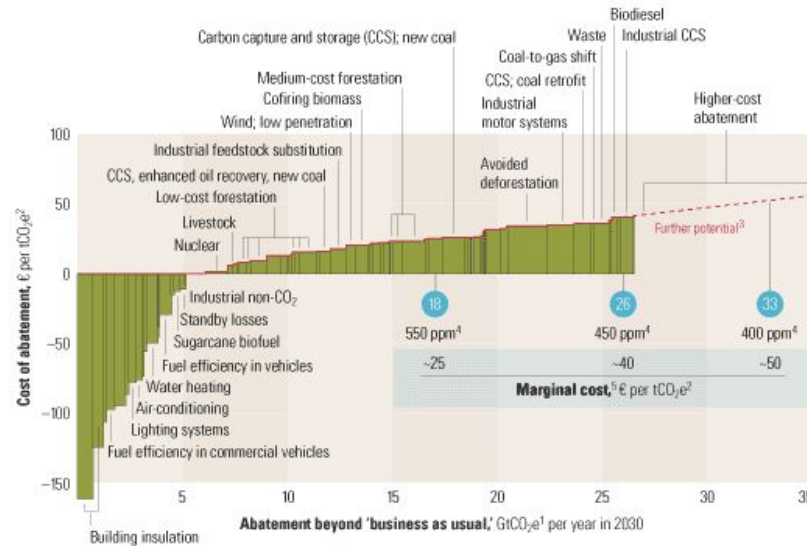 Biodiesel
Waste
Industrial CCS
Carbon capture and storage (CCS); new coal
Coal-to-gas shift
Medium-cost forestation
CCS; coal retrofit
Higher-cost
abatement
Cofiring biomass
Industrial
motor systems
Wind; low penetration
Industrial feedstock substitution
Avoided
deforestation
CCS, enhanced oil recovery, new coal
Low-cost forestation
Livestock
Nuclear
Further potential³
100
50
0
–50
–100
–150
Cost of abatement, € per tCO₂e²
Industrial non-CO₂
Standby losses
Sugarcane biofuel
Fuel efficiency in vehicles
Water heating
Air-conditioning
Lighting systems
Fuel efficiency in commercial vehicles
Building insulation
18
26
33
550 ppm⁴
450 ppm⁴
400 ppm⁴
~25
~40
~50
Marginal cost,⁵ € per tCO₂e²
5
10
15
20
25
30
35
Abatement beyond ‘business as usual,’ GtCO₂e¹ per year in 2030